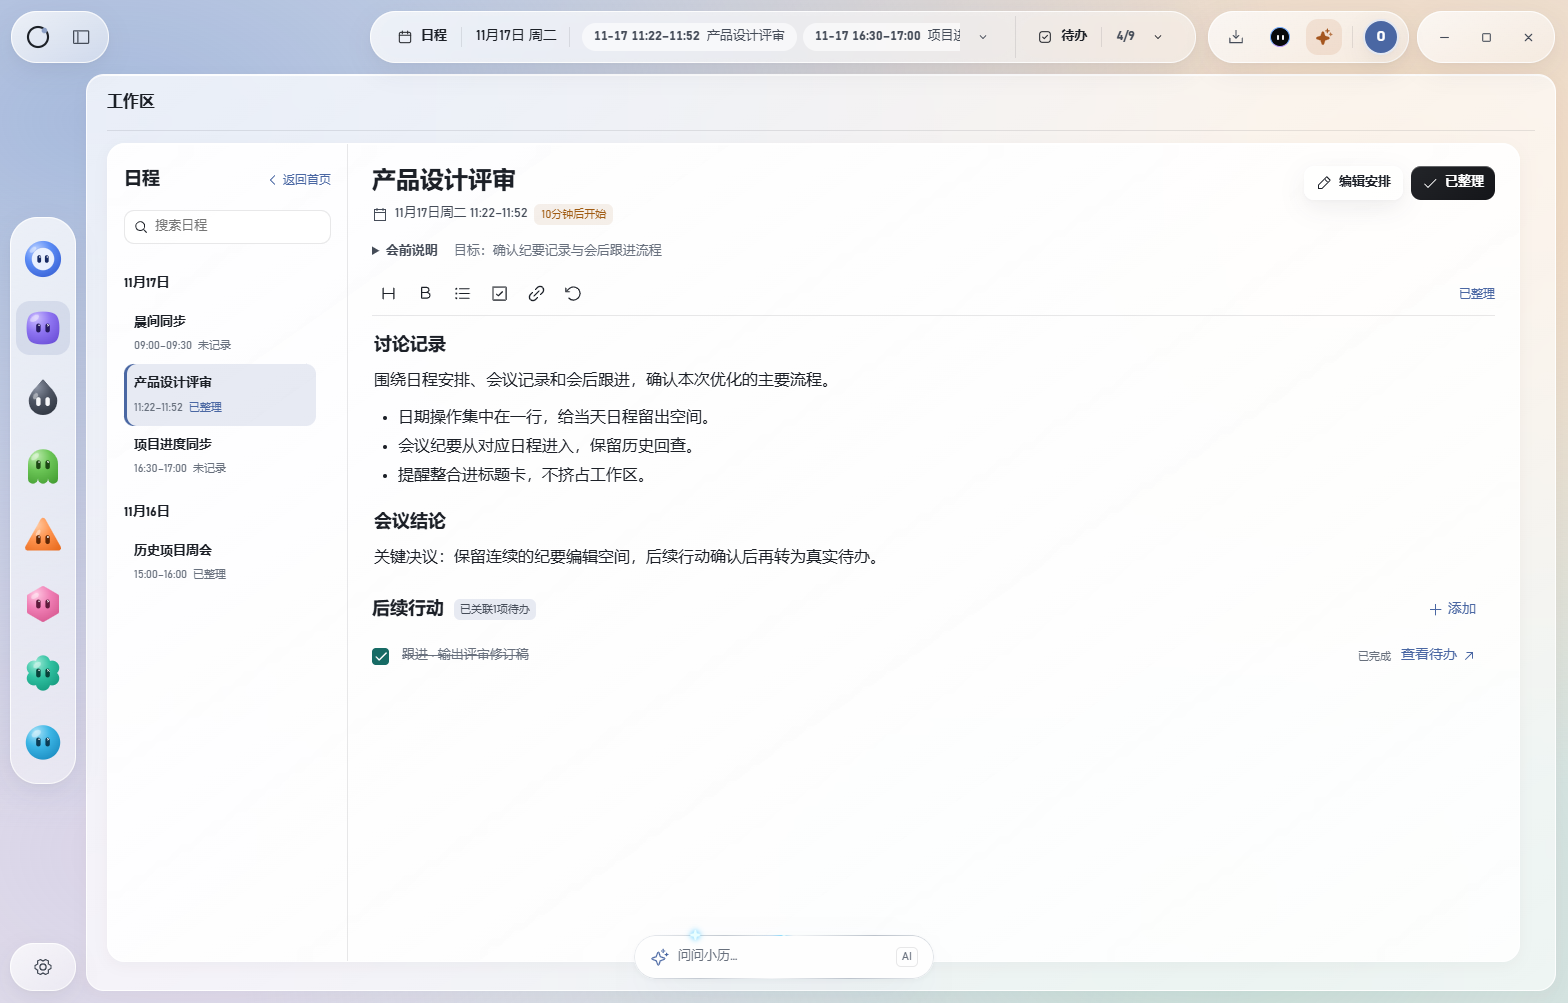 日程
11月17日 周二
11-17 11:22–11:52 产品设计评审
11-17 16:30–17:00 项目
待办
4/9
0
工作区
日程
返回首页
搜索日程
11月17日
晨间同步
09:00–09:30 未记录
产品设计评审
11:22–11:52 已整理
项目进度同步
16:30–17:00 未记录
11月16日
历史项目周会
15:00–16:00 已整理
产品设计评审
编辑安排
已整理
11月17日周二 11:22–11:52
10分钟后开始
会前说明 目标：确认纪要记录与会后跟进流程
H B
已整理
讨论记录
围绕日程安排、会议记录和会后跟进，确认本次优化的主要流程。
• 日期操作集中在一行，给当天日程留出空间。
• 会议纪要从对应日程进入，保留历史回查。
• 提醒整合进标题卡，不挤占工作区。
会议结论
关键决议：保留连续的纪要编辑空间，后续行动确认后再转为真实待办。
后续行动
已关联1项待办
添加
跟进 · 输出评审修订稿
已完成
查看待办
问问小历...
AI